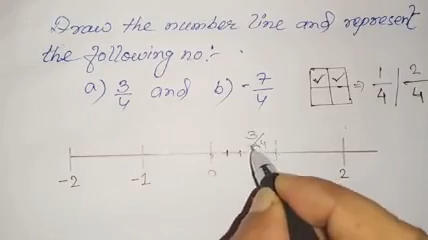 Draw the number line and represent
the following no:- .
a) 3/4 and b) -7/4 ⇒ 1/4 | 2/4
3/4
-2 -1 0 2